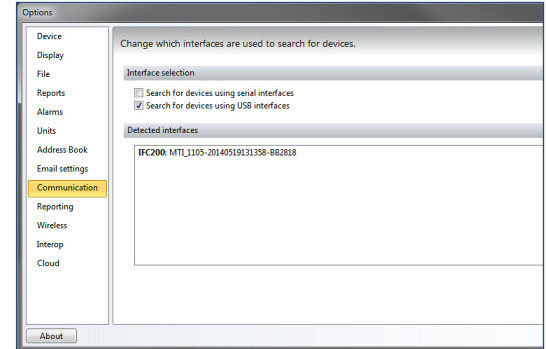 Options
Device
Display
File
Reports
Alarms
Units
Address Book
Email settings
Communication
Reporting
Wireless
Interop
Cloud
Change which interfaces are used to search for devices.
Interface selection
Search for devices using serial interfaces
Search for devices using USB interfaces
Detected interfaces
IFC200: MTI_1105-20140519131358-BB2818
About